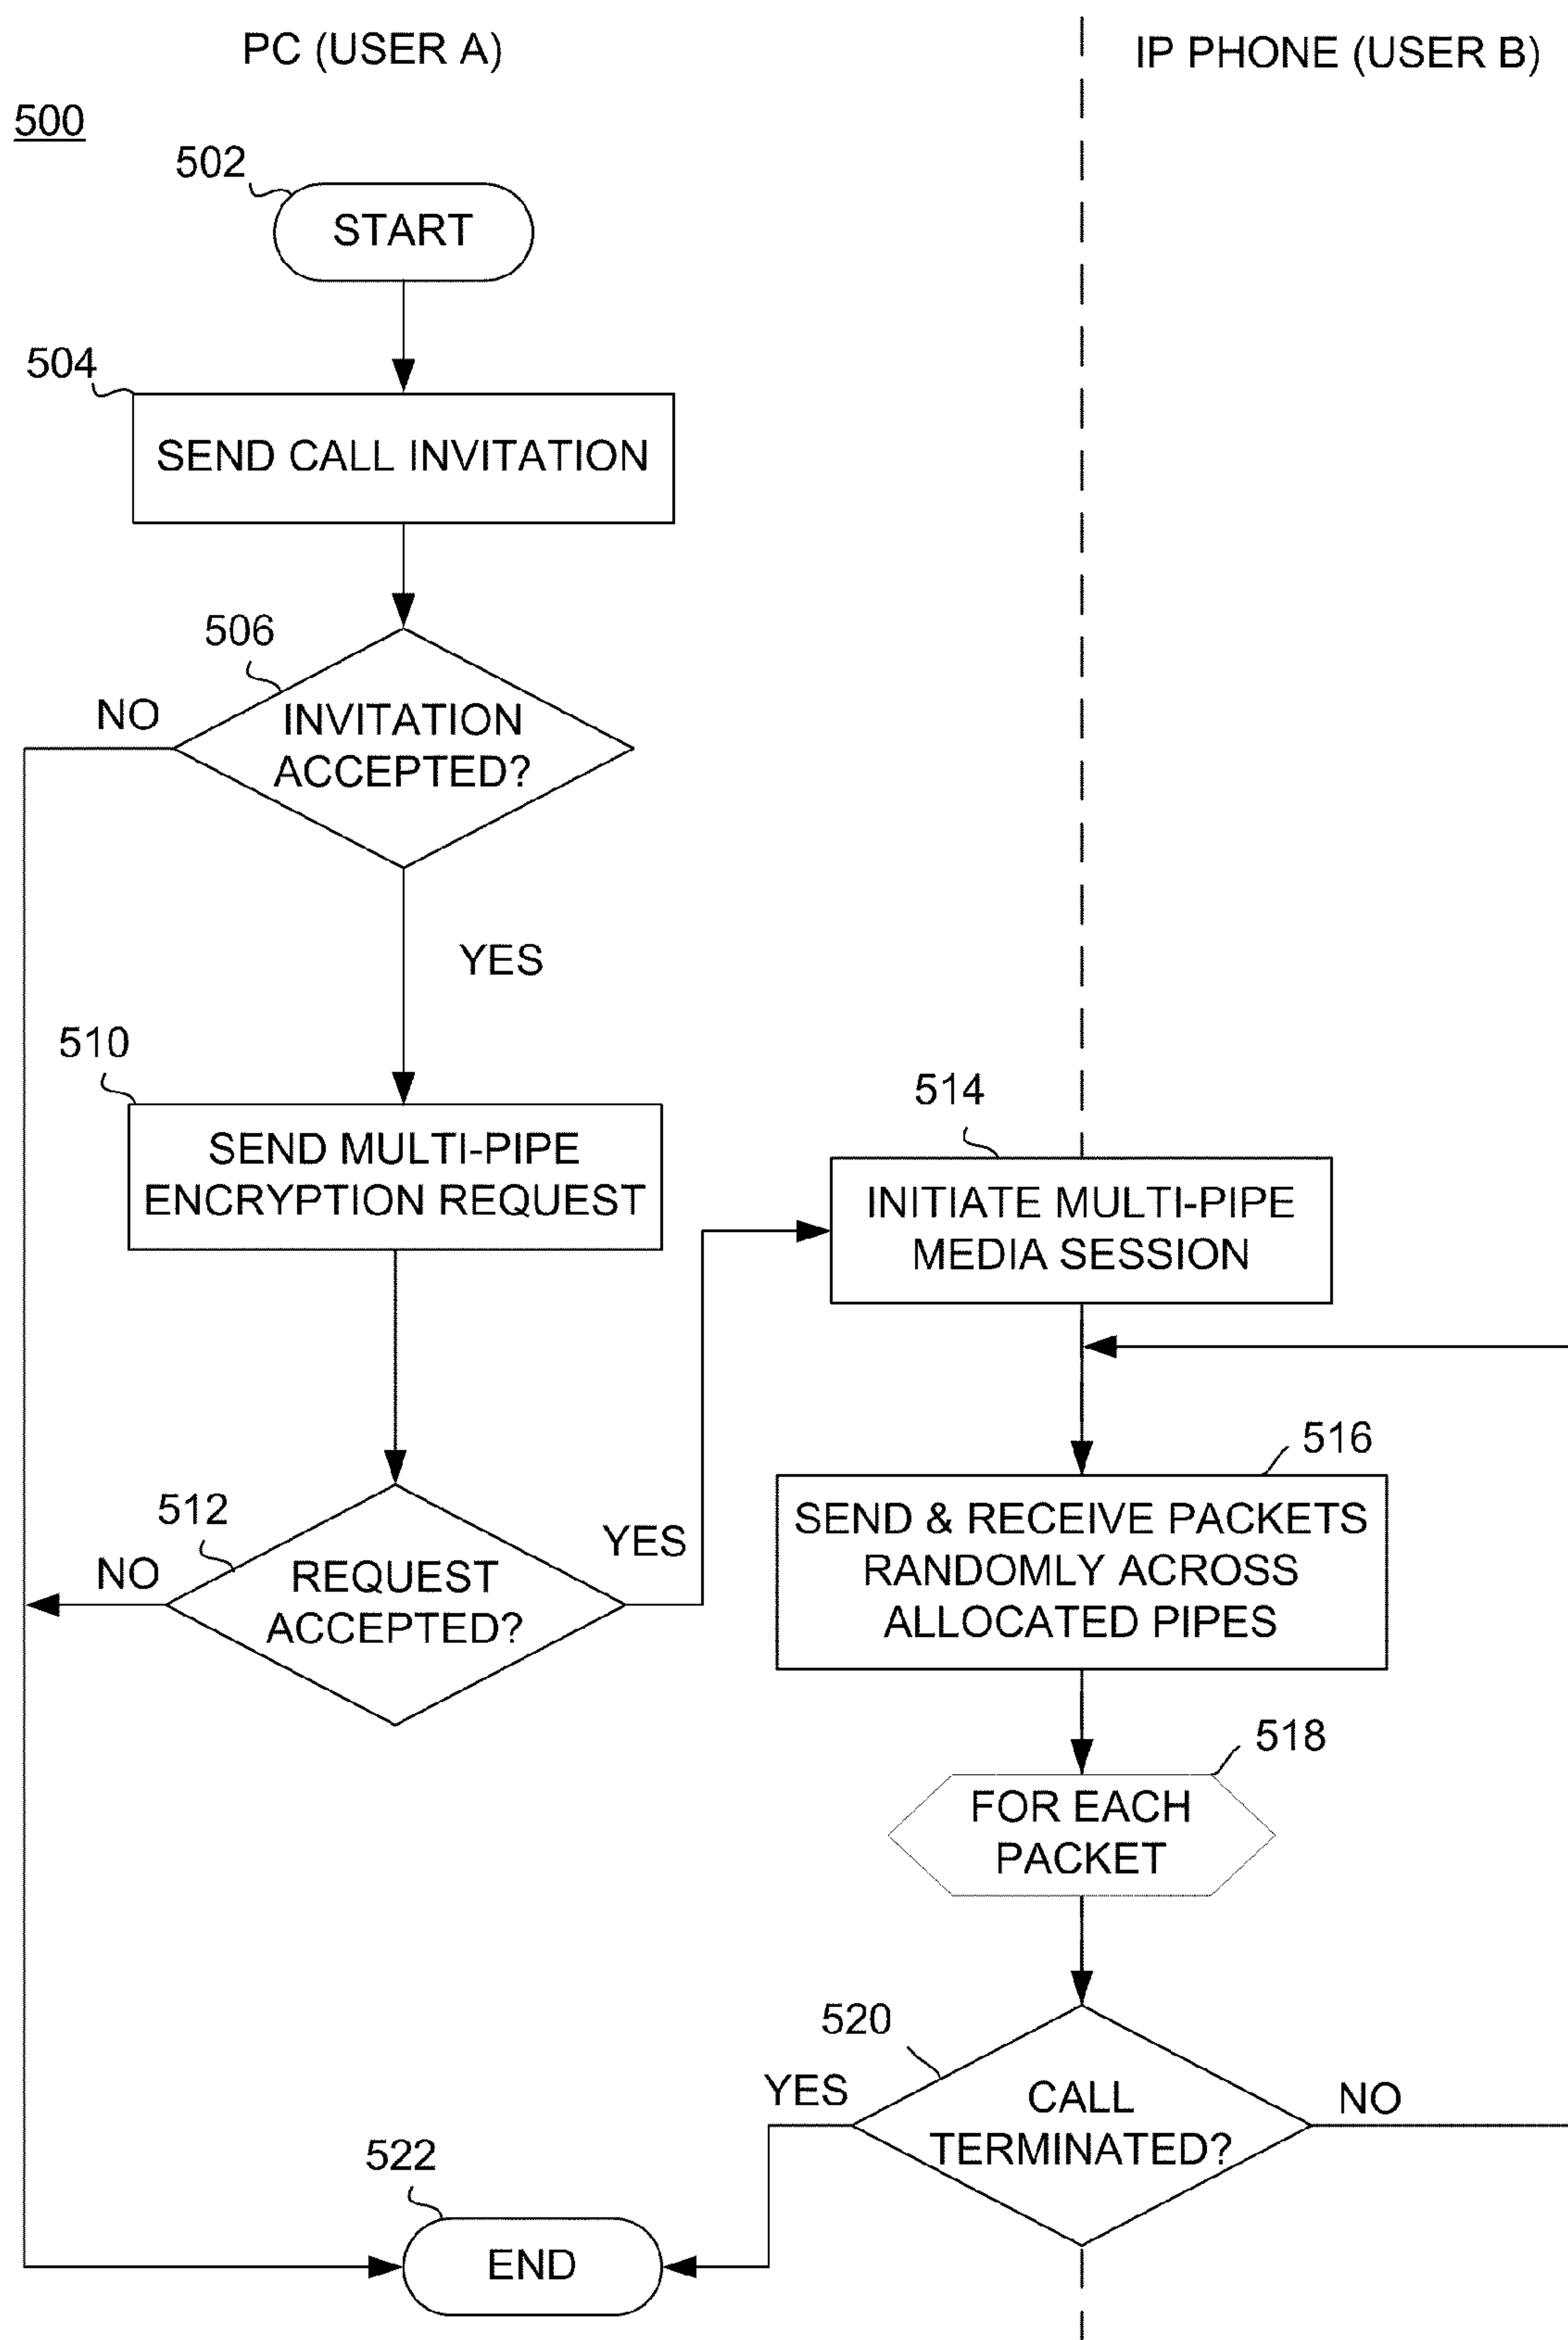 PC (USER A)
IP PHONE (USER B)
500
502
START
504
SEND CALL INVITATION
506
NO
INVITATION
ACCEPTED?
YES
510
SEND MULTI-PIPE
ENCRYPTION REQUEST
514
INITIATE MULTI-PIPE
MEDIA SESSION
512
NO
REQUEST
ACCEPTED?
YES
516
SEND & RECEIVE PACKETS
RANDOMLY ACROSS
ALLOCATED PIPES
518
FOR EACH
PACKET
520
YES
CALL
TERMINATED?
NO
522
END